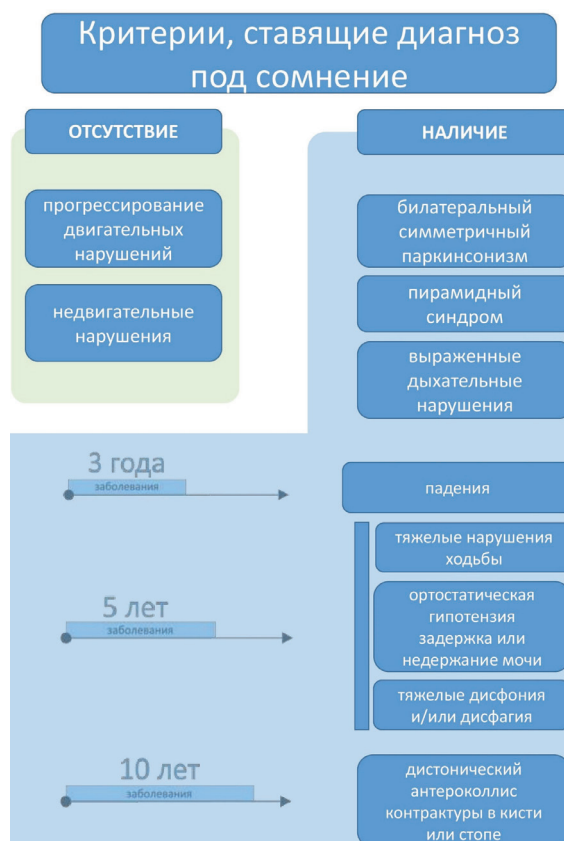 Критерии, ставящие диагноз
под сомнение
ОТСУТСТВИЕ
прогрессирование
двигательных
нарушений
недвигательные
нарушения
НАЛИЧИЕ
билатеральный
симметричный
паркинсонизм
пирамидный
синдром
выраженные
дыхательные
нарушения
3 года
заболевания
падения
5 лет
заболевания
тяжелые нарушения
ходьбы
ортостатическая
гипотензия
задержка или
недержание мочи
тяжелые дисфония
и/или дисфагия
10 лет
заболевания
дистонический
антероколлис
контрактуры в кисти
или стопе